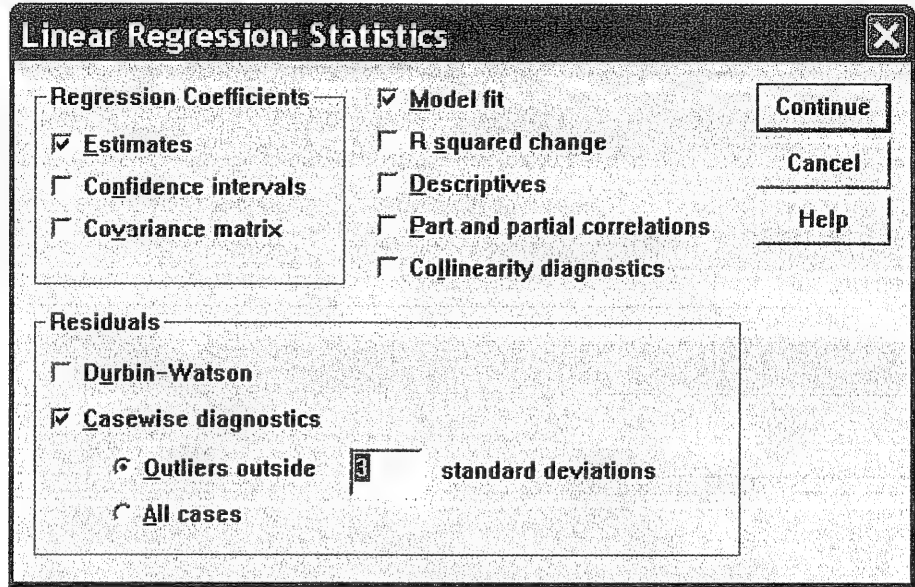 Linear Regression: Statistics
Regression Coefficients
Estimates
Confidence intervals
Covariance matrix
Model fit
R squared change
Descriptives
Part and partial correlations
Collinearity diagnostics
Continue
Cancel
Help
Residuals
Durbin-Watson
Casewise diagnostics
Outliers outside 3 standard deviations
All cases